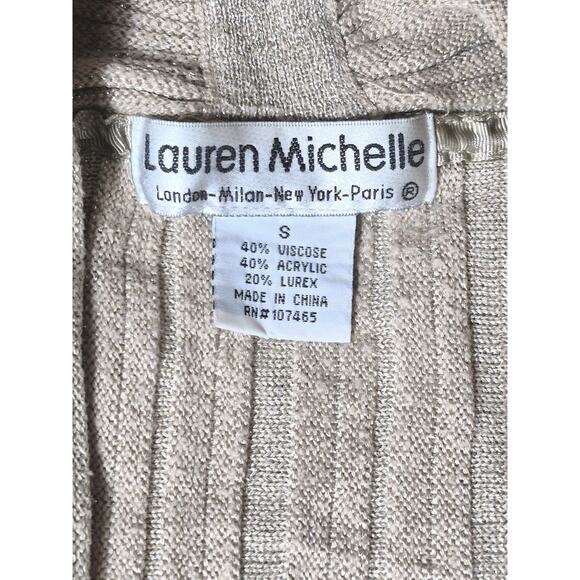 Lauren Michelle
London-Milan-New York-Paris ®
S
40% VISCOSE
40% ACRYLIC
20% LUREX
MADE IN CHINA
RN#107465